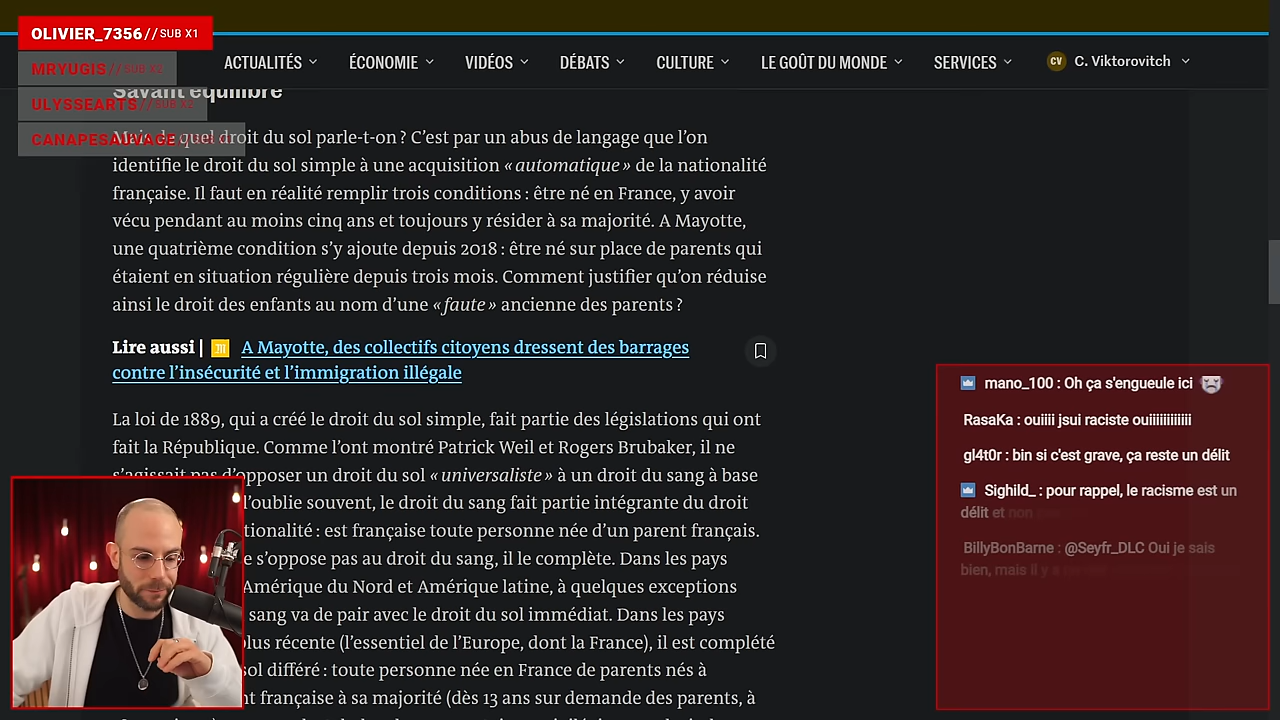 OLIVIER_7356 // SUB X1
MRYUGIS // SUB X2
ULYSSEARTS // SUB X3
CANAPESAUVAGE
ACTUALITÉS
ÉCONOMIE
VIDÉOS
DÉBATS
CULTURE
LE GOÛT DU MONDE
SERVICES
CV C. Viktorovitch
Savant équilibre
Mais de quel droit du sol parle-t-on ? C’est par un abus de langage que l’on
identifie le droit du sol simple à une acquisition « automatique » de la nationalité
française. Il faut en réalité remplir trois conditions : être né en France, y avoir
vécu pendant au moins cinq ans et toujours y résider à sa majorité. A Mayotte,
une quatrième condition s’y ajoute depuis 2018 : être né sur place de parents qui
étaient en situation régulière depuis trois mois. Comment justifier qu’on réduise
ainsi le droit des enfants au nom d’une « faute » ancienne des parents ?
Lire aussi | A Mayotte, des collectifs citoyens dressent des barrages
contre l’insécurité et l’immigration illégale
La loi de 1889, qui a créé le droit du sol simple, fait partie des législations qui ont
fait la République. Comme l’ont montré Patrick Weil et Rogers Brubaker, il ne
s’agissait pas d’opposer un droit du sol « universaliste » à un droit du sang à base
l’oublie souvent, le droit du sang fait partie intégrante du droit
tionalité : est française toute personne née d’un parent français.
e s’oppose pas au droit du sang, il le complète. Dans les pays
Amérique du Nord et Amérique latine, à quelques exceptions
sang va de pair avec le droit du sol immédiat. Dans les pays
lus récente (l’essentiel de l’Europe, dont la France), il est complété
sol différé : toute personne née en France de parents nés à
nt française à sa majorité (dès 13 ans sur demande des parents, à
mano_100 : Oh ça s'engueule ici
RasaKa : ouiiii jsui raciste ouiiiiiiiiiiiii
gl4t0r : bin si c'est grave, ça reste un délit
Sighild_ : pour rappel, le racisme est un
délit et non
BillyBonBarne : @Seyfr_DLC Oui je sais
bien, mais il y a